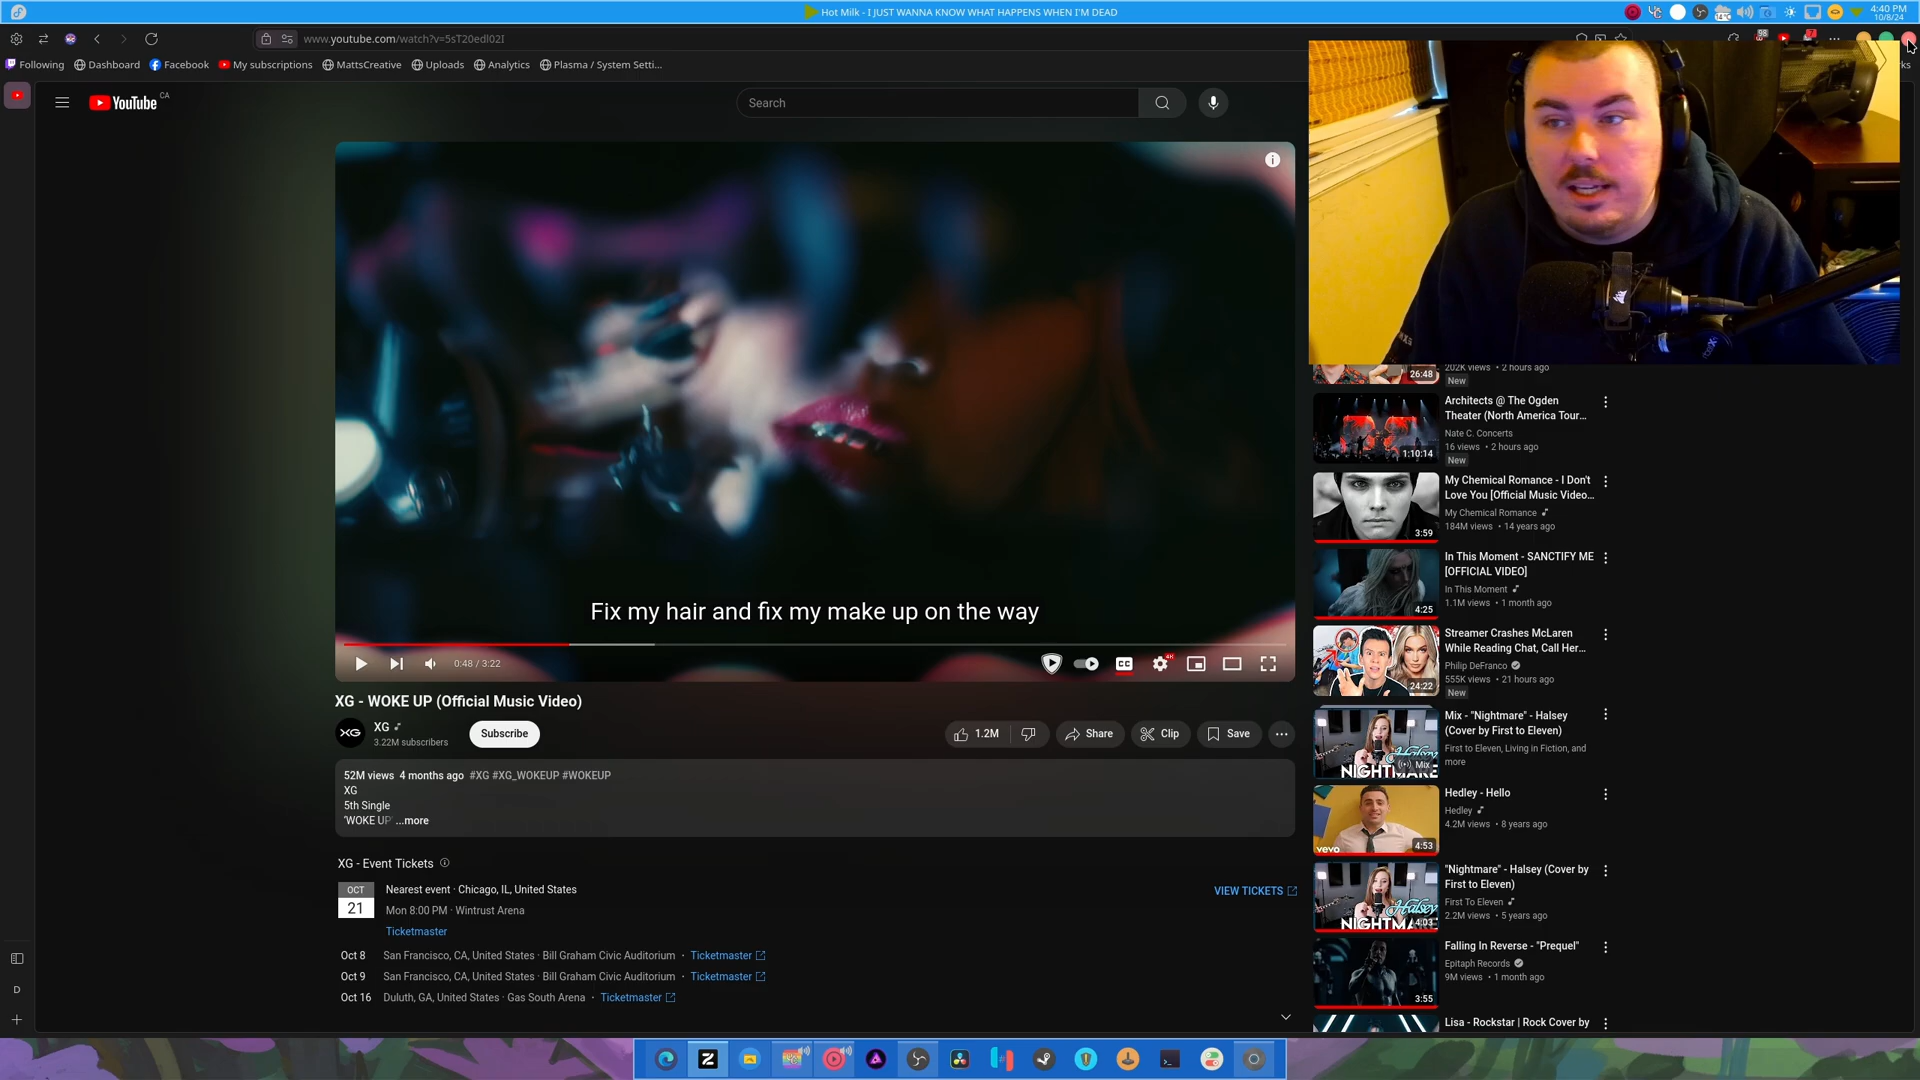 Hot Milk - I JUST WANNA KNOW WHAT HAPPENS WHEN I'M DEAD
14°C
4:40 PM
10/8/24
www.youtube.com/watch?v=5sT20edl02I
98
7
Following
Dashboard
Facebook
My subscriptions
MattsCreative
Uploads
Analytics
Plasma / System Setti...
YouTube CA
Search
Fix my hair and fix my make up on the way
0:48 / 3:22
CC
4K
XG - WOKE UP (Official Music Video)
XG
XG
3.22M subscribers
Subscribe
1.2M
Share
Clip
Save
52M views 4 months ago #XG #XG_WOKEUP #WOKEUP
XG
5th Single
'WOKE UP' ...more
XG - Event Tickets
OCT
21
Nearest event · Chicago, IL, United States
Mon 8:00 PM · Wintrust Arena
Ticketmaster
VIEW TICKETS
Oct 8 San Francisco, CA, United States · Bill Graham Civic Auditorium · Ticketmaster
Oct 9 San Francisco, CA, United States · Bill Graham Civic Auditorium · Ticketmaster
Oct 16 Duluth, GA, United States · Gas South Arena · Ticketmaster
26:48
202K views • 2 hours ago
New
Architects @ The Ogden
Theater (North America Tour...
Nate C. Concerts
16 views • 2 hours ago
New
1:10:14
My Chemical Romance - I Don't
Love You [Official Music Video...
My Chemical Romance
184M views • 14 years ago
3:59
In This Moment - SANCTIFY ME
[OFFICIAL VIDEO]
In This Moment
1.1M views • 1 month ago
4:25
Streamer Crashes McLaren
While Reading Chat, Call Her...
Philip DeFranco
555K views • 21 hours ago
New
24:22
Mix - "Nightmare" - Halsey
(Cover by First to Eleven)
First to Eleven, Living in Fiction, and
more
Halsey
NIGHTMARE
Mix
Hedley - Hello
Hedley
4.2M views • 8 years ago
vevo
4:53
"Nightmare" - Halsey (Cover by
First to Eleven)
First To Eleven
2.2M views • 5 years ago
Halsey
NIGHTMARE
4:03
Falling In Reverse - "Prequel"
Epitaph Records
9M views • 1 month ago
3:55
Lisa - Rockstar | Rock Cover by
D